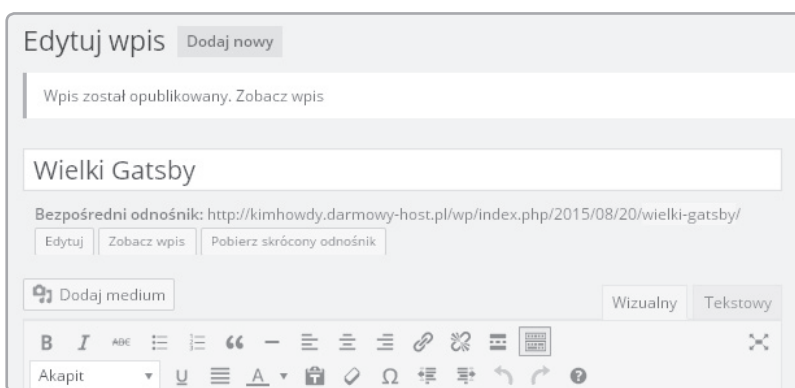 Edytuj wpis Dodaj nowy
Wpis został opublikowany. Zobacz wpis
Wielki Gatsby
Bezpośredni odnośnik: http://kimhowdy.darmowy-host.pl/wp/index.php/2015/08/20/wielki-gatsby/
Edytuj Zobacz wpis Pobierz skrócony odnośnik
Dodaj medium Wizualny Tekstowy
B I ABC
Akapit U A Ω